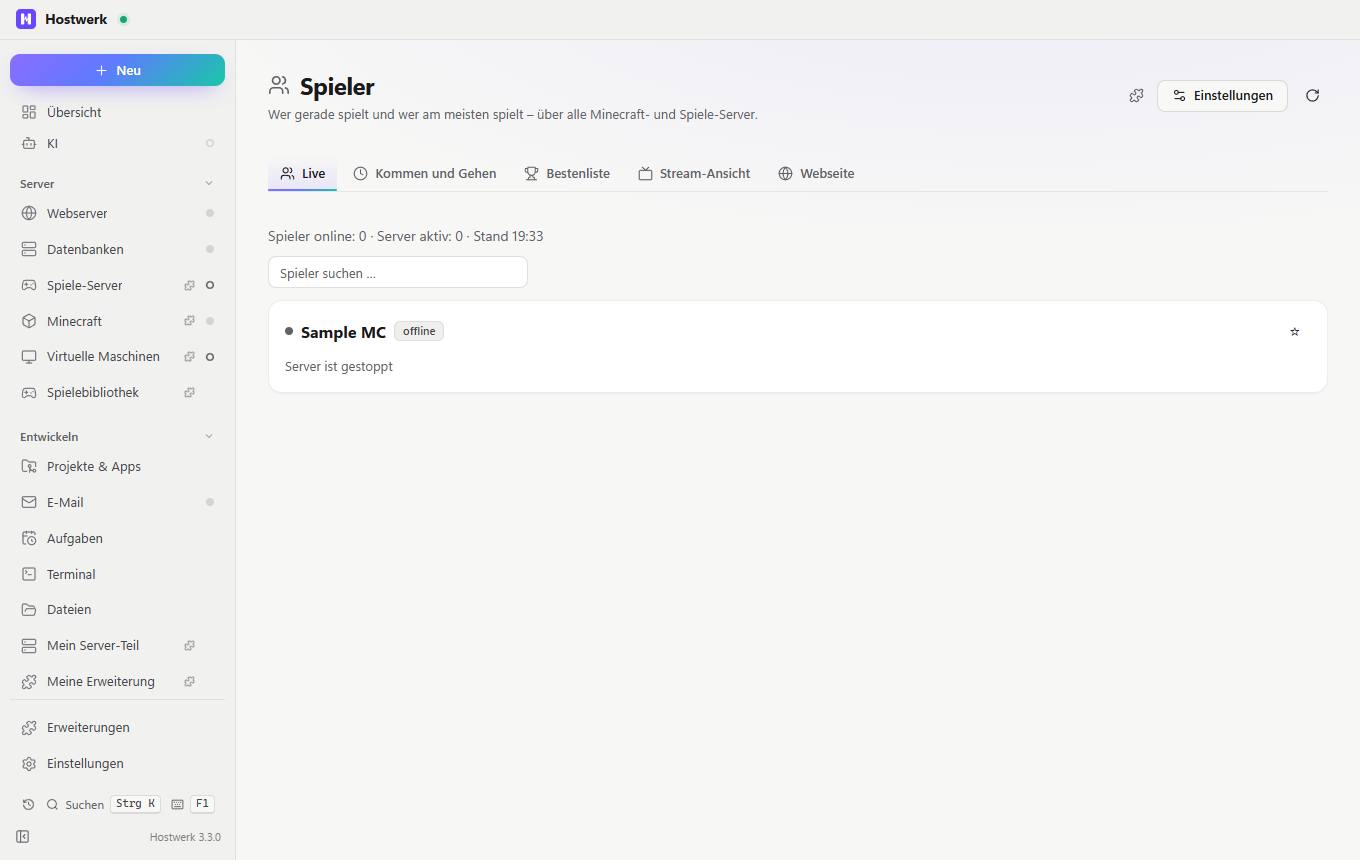 Hostwerk
Neu
Übersicht
KI
Server
Webserver
Datenbanken
Spiele-Server
Minecraft
Virtuelle Maschinen
Spielebibliothek
Entwickeln
Projekte & Apps
E-Mail
Aufgaben
Terminal
Dateien
Mein Server-Teil
Meine Erweiterung
Erweiterungen
Einstellungen
Suchen Strg K F1
Hostwerk 3.3.0
Spieler
Wer gerade spielt und wer am meisten spielt – über alle Minecraft- und Spiele-Server.
Einstellungen
Live Kommen und Gehen Bestenliste Stream-Ansicht Webseite
Spieler online: 0 · Server aktiv: 0 · Stand 19:33
Spieler suchen ...
Sample MC offline
Server ist gestoppt